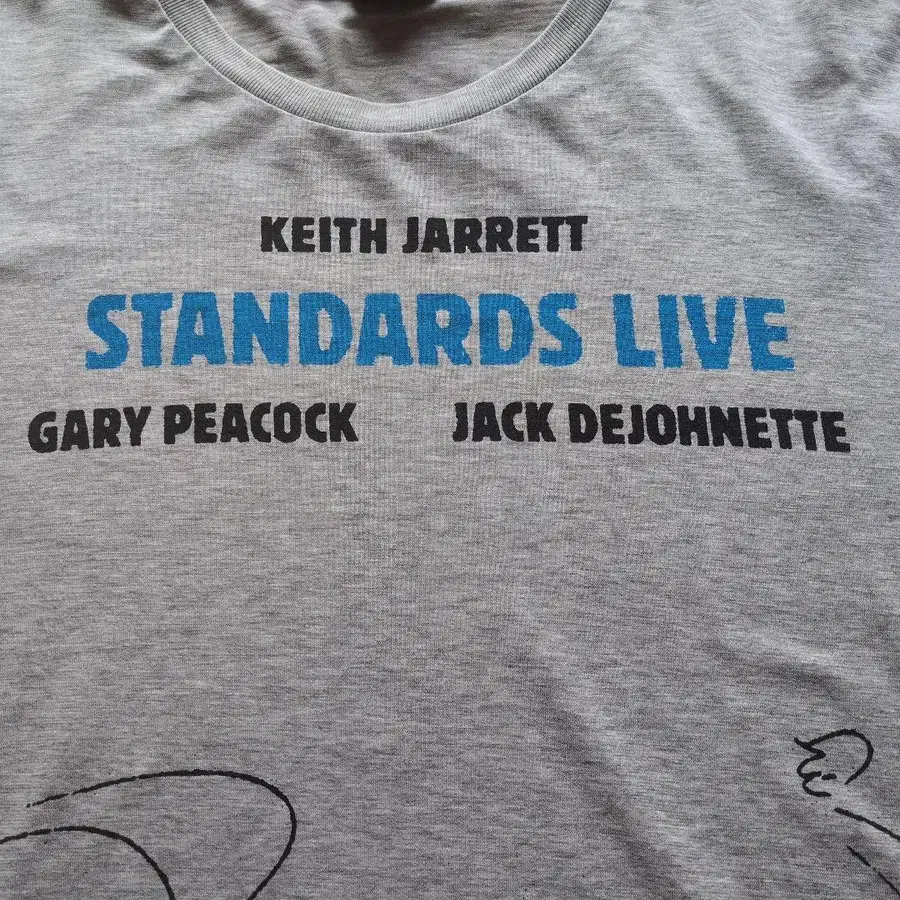 KEITH JARRETT
STANDARDS LIVE
GARY PEACOCK JACK DEJOHNETTE